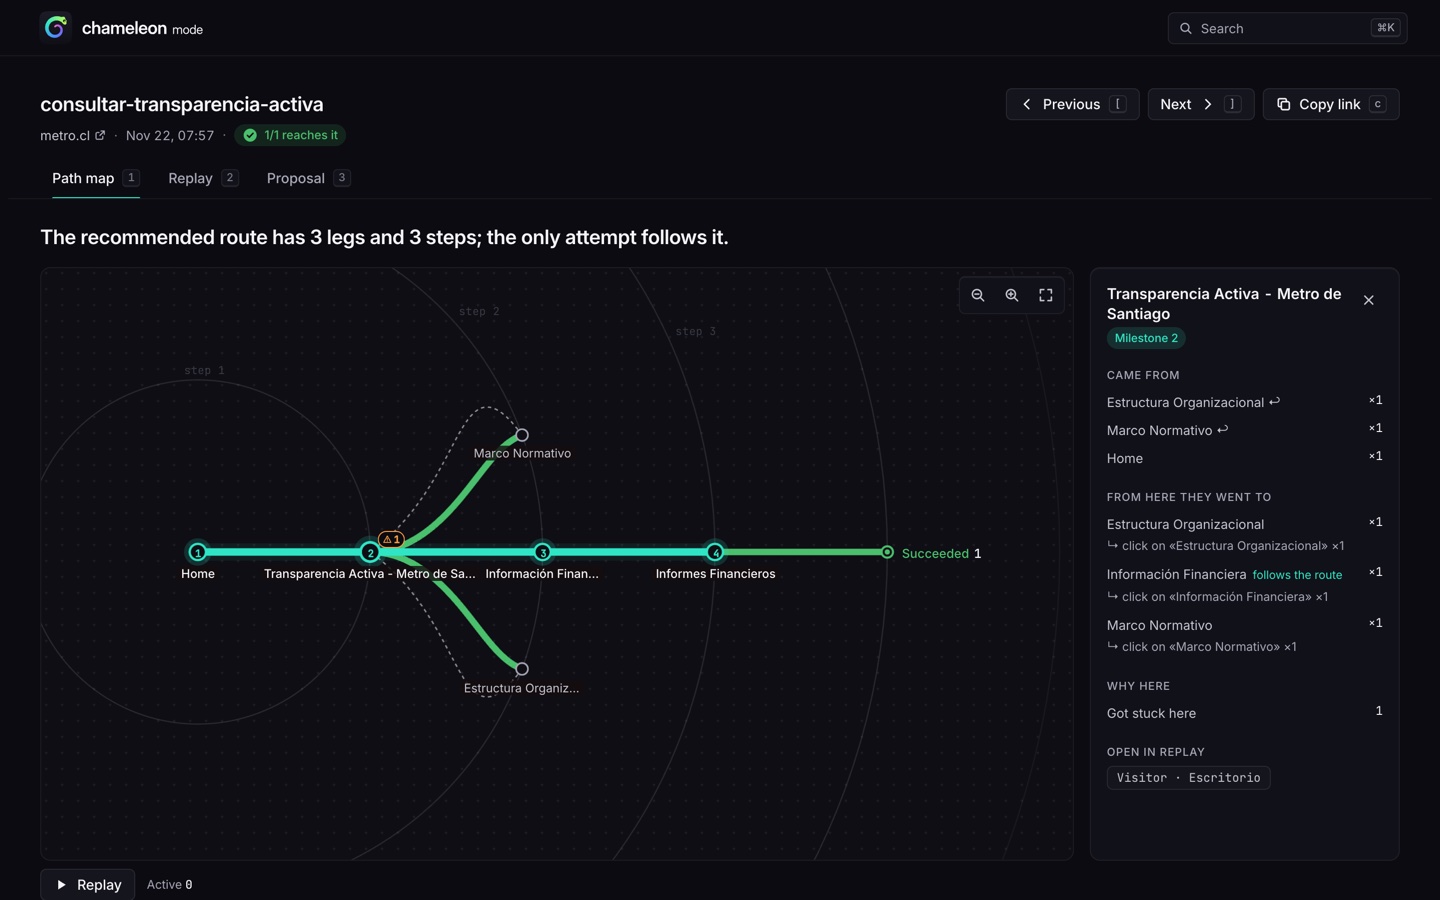 chameleon mode
Search ⌘K
consultar-transparencia-activa
Previous [
Next ]
Copy link c
metro.cl · Nov 22, 07:57 · 1/1 reaches it
Path map 1
Replay 2
Proposal 3
The recommended route has 3 legs and 3 steps; the only attempt follows it.
step 1
step 2
step 3
Marco Normativo
⚠ 1
1
2
3
4
Succeeded 1
Home
Transparencia Activa - Metro de Sa...
Información Finan...
Informes Financieros
Estructura Organiz...
Transparencia Activa - Metro de
Santiago
Milestone 2
CAME FROM
Estructura Organizacional ↩ ×1
Marco Normativo ↩ ×1
Home ×1
FROM HERE THEY WENT TO
Estructura Organizacional ×1
↳ click on «Estructura Organizacional» ×1
Información Financiera follows the route ×1
↳ click on «Información Financiera» ×1
Marco Normativo ×1
↳ click on «Marco Normativo» ×1
WHY HERE
Got stuck here 1
OPEN IN REPLAY
Visitor · Escritorio
Replay
Active 0